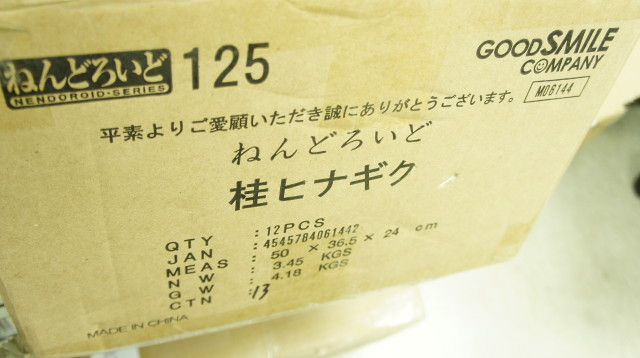 ねんどろいど 125
NENDOROID・SERIES
GOODSMILE
COMPANY
M06144
平素よりご愛顧いただき誠にありがとうございます。
ねんどろいど
桂ヒナギク
QTY : 12PCS
JAN : 4545784061442
MEAS : 50 × 36.5 × 24 cm
N W : 3.45 KGS
G W : 4.18 KGS
CTN : 13
MADE IN CHINA